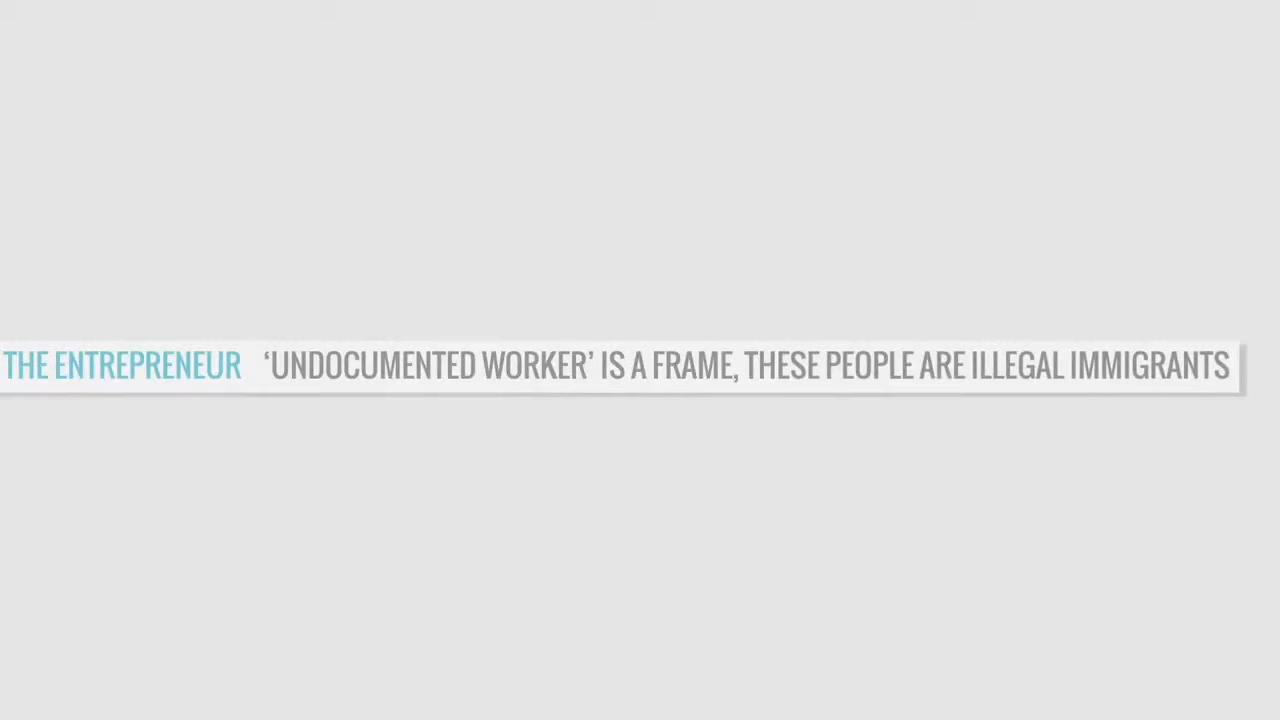 THE ENTREPRENEUR ‘UNDOCUMENTED WORKER’ IS A FRAME, THESE PEOPLE ARE ILLEGAL IMMIGRANTS